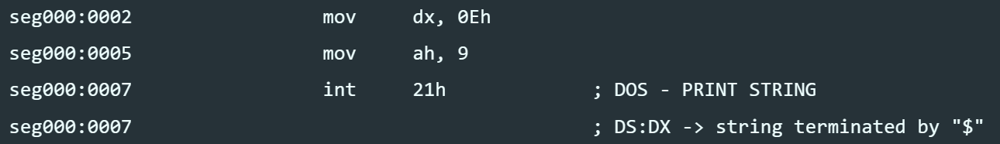 seg000:0002 mov dx, 0Eh
seg000:0005 mov ah, 9
seg000:0007 int 21h ; DOS - PRINT STRING
seg000:0007 ; DS:DX -> string terminated by "$"